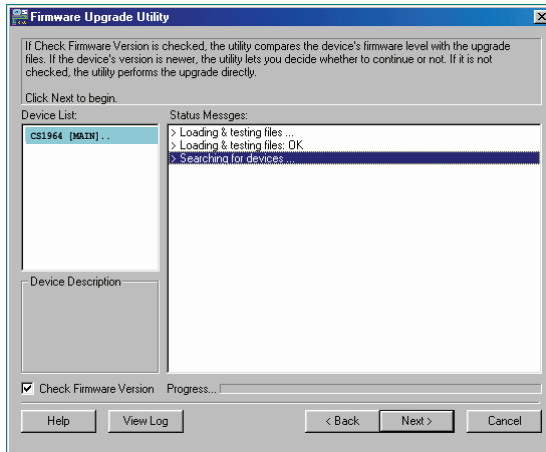 Firmware Upgrade Utility
If Check Firmware Version is checked, the utility compares the device's firmware level with the upgrade
files. If the device's version is newer, the utility lets you decide whether to continue or not. If it is not
checked, the utility performs the upgrade directly.
Click Next to begin.
Device List:
Status Messges:
CS1964 [MAIN]..
> Loading & testing files ...
> Loading & testing files: OK
> Searching for devices ...
Device Description
Check Firmware Version
Progress...
Help
View Log
< Back
Next >
Cancel